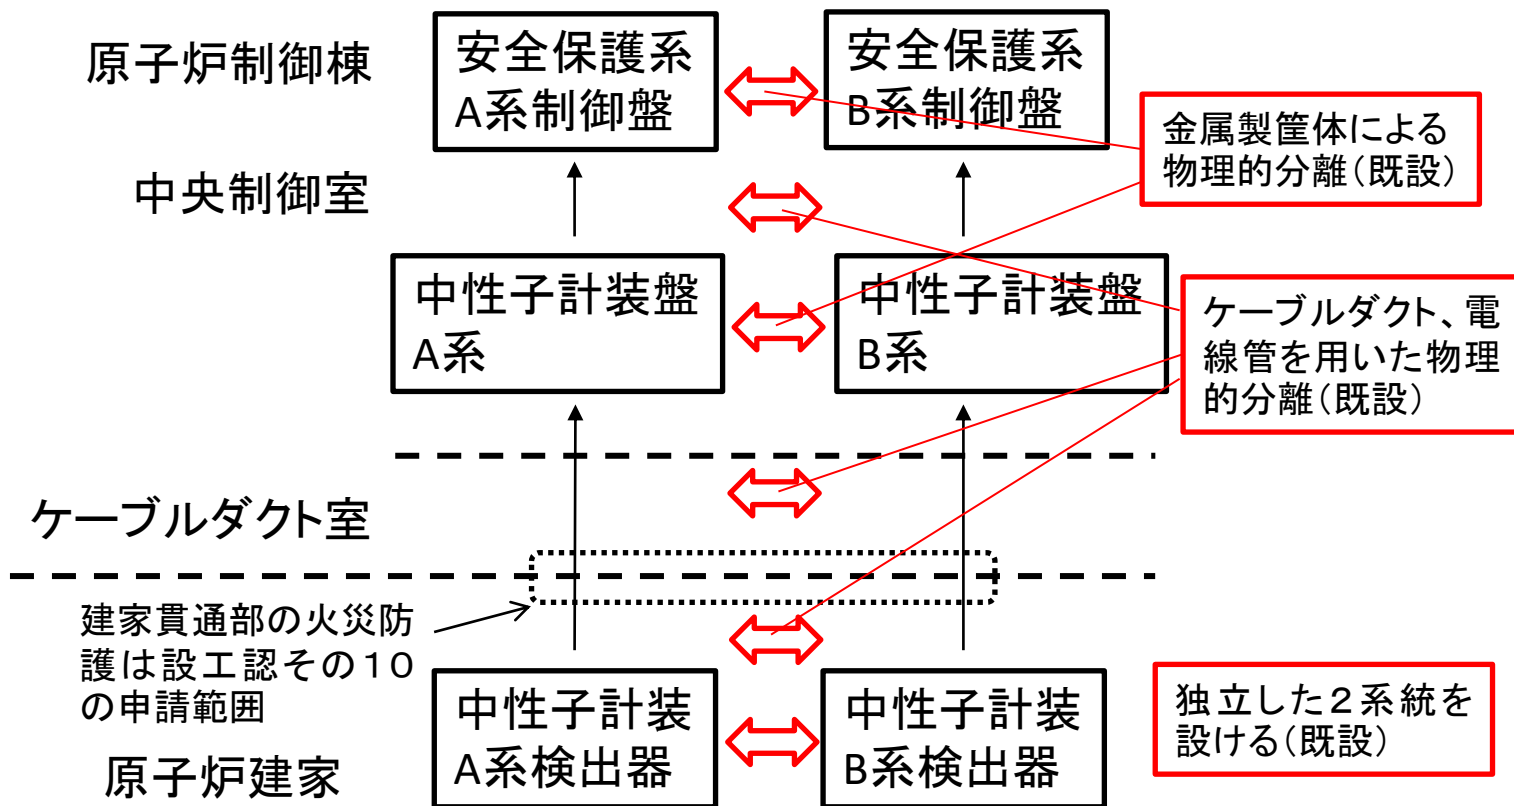 原子炉制御棟
安全保護系
A系制御盤
安全保護系
B系制御盤
金属製筐体による
物理的分離(既設)
中央制御室
中性子計装盤
A系
中性子計装盤
B系
ケーブルダクト、電
線管を用いた物理
的分離(既設)
ケーブルダクト室
建家貫通部の火災防
護は設工認その10
の申請範囲
中性子計装
A系検出器
中性子計装
B系検出器
独立した2系統を
設ける(既設)
原子炉建家